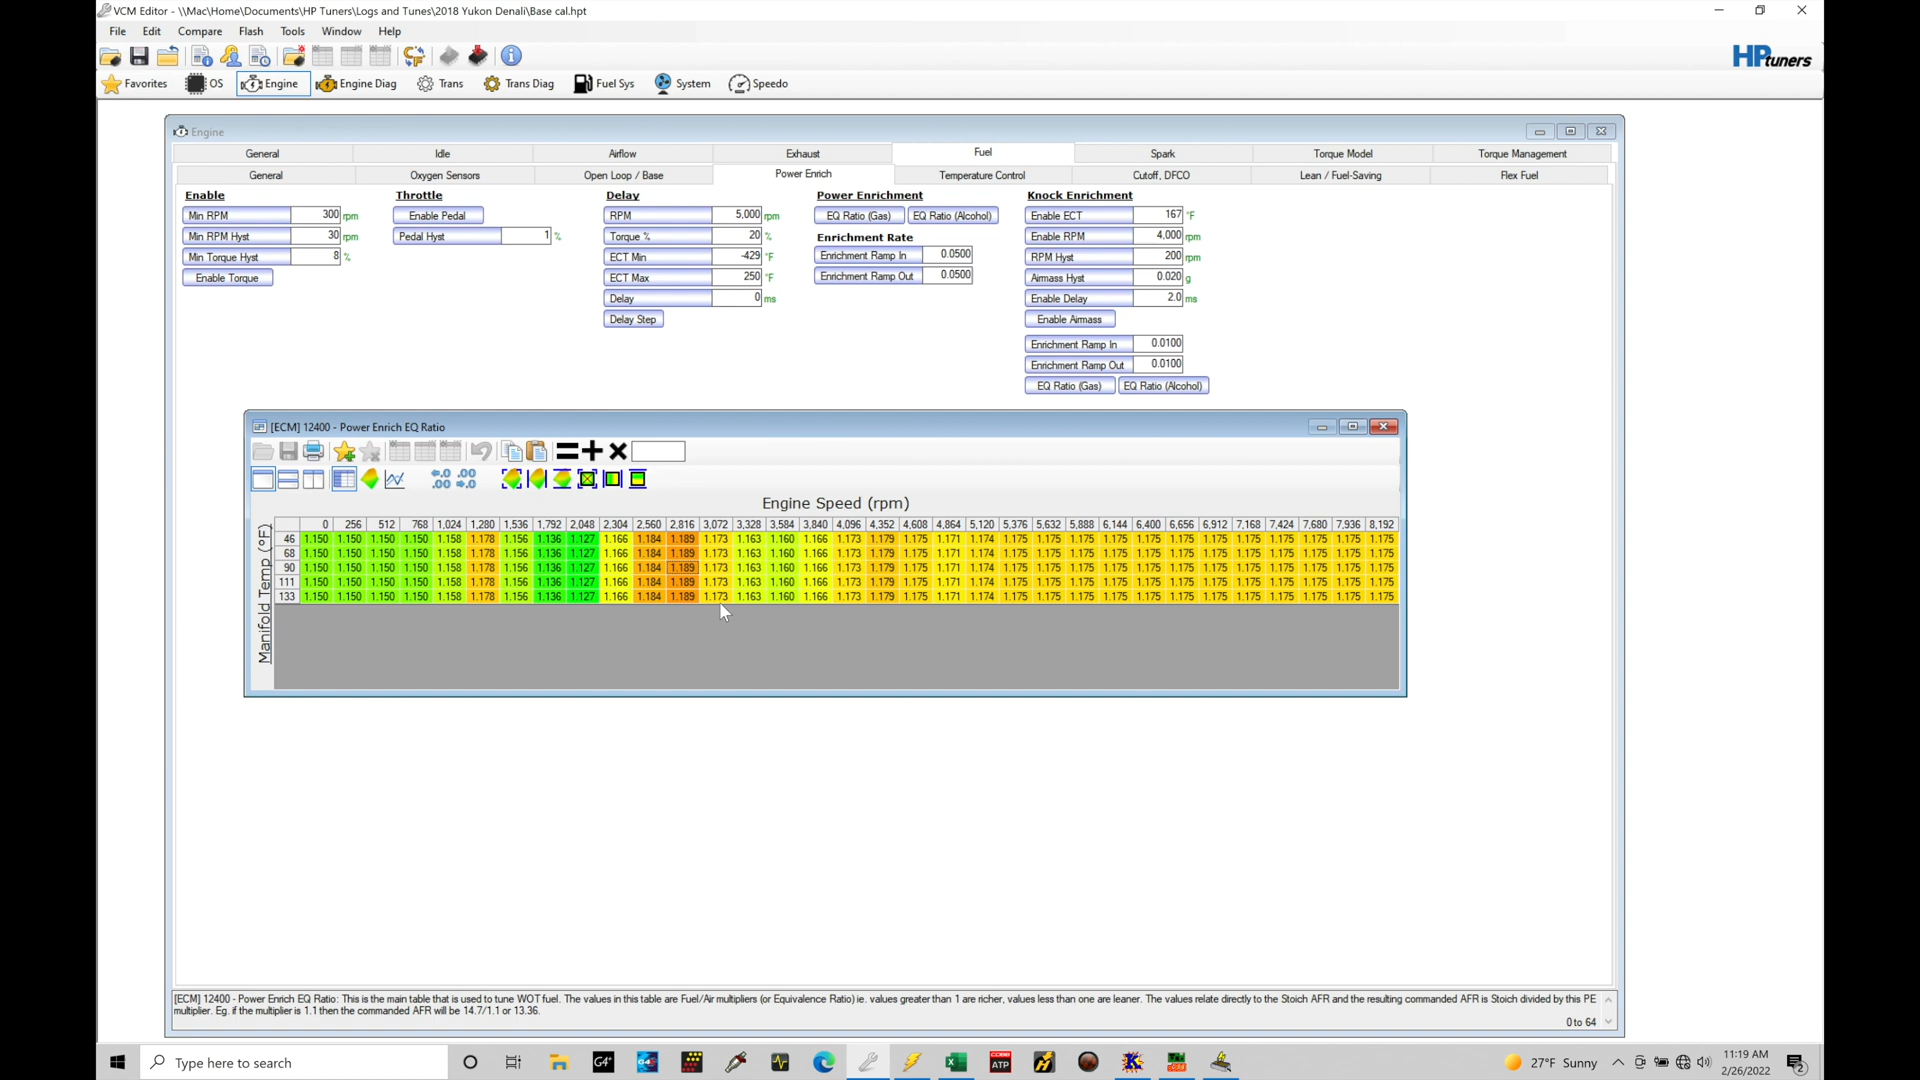 VCM Editor - \\Mac\Home\Documents\HP Tuners\Logs and Tunes\2018 Yukon Denali\Base cal.hpt
File Edit Compare Flash Tools Window Help
HPtuners
Favorites OS Engine Engine Diag Trans Trans Diag Fuel Sys System Speedo
Engine
General Idle Airflow Exhaust Fuel Spark Torque Model Torque Management
General Oxygen Sensors Open Loop / Base Power Enrich Temperature Control Cutoff, DFCO Lean / Fuel-Saving Flex Fuel
Enable Throttle Delay Power Enrichment Knock Enrichment
Min RPM 300 rpm Enable Pedal RPM 5,000 rpm EQ Ratio (Gas) EQ Ratio (Alcohol) Enable ECT 167 °F
Min RPM Hyst 30 rpm Pedal Hyst 1 % Torque % 20 % Enrichment Rate Enable RPM 4,000 rpm
Min Torque Hyst 8 % ECT Min -429 °F Enrichment Ramp In 0.0500 RPM Hyst 200 rpm
Enable Torque ECT Max 250 °F Enrichment Ramp Out 0.0500 Airmass Hyst 0.020 g
Delay 0 ms Enable Delay 2.0 ms
Delay Step Enable Airmass
Enrichment Ramp In 0.0100
Enrichment Ramp Out 0.0100
EQ Ratio (Gas) EQ Ratio (Alcohol)
[ECM] 12400 - Power Enrich EQ Ratio
Engine Speed (rpm)
Manifold Temp (°F)
0 256 512 768 1,024 1,280 1,536 1,792 2,048 2,304 2,560 2,816 3,072 3,328 3,584 3,840 4,096 4,352 4,608 4,864 5,120 5,376 5,632 5,888 6,144 6,400 6,656 6,912 7,168 7,424 7,680 7,936 8,192
46 1.150 1.150 1.150 1.150 1.158 1.178 1.156 1.136 1.127 1.166 1.184 1.189 1.173 1.163 1.160 1.166 1.173 1.179 1.175 1.171 1.174 1.175 1.175 1.175 1.175 1.175 1.175 1.175 1.175 1.175 1.175 1.175 1.175
68 1.150 1.150 1.150 1.150 1.158 1.178 1.156 1.136 1.127 1.166 1.184 1.189 1.173 1.163 1.160 1.166 1.173 1.179 1.175 1.171 1.174 1.175 1.175 1.175 1.175 1.175 1.175 1.175 1.175 1.175 1.175 1.175 1.175
90 1.150 1.150 1.150 1.150 1.158 1.178 1.156 1.136 1.127 1.166 1.184 1.189 1.173 1.163 1.160 1.166 1.173 1.179 1.175 1.171 1.174 1.175 1.175 1.175 1.175 1.175 1.175 1.175 1.175 1.175 1.175 1.175 1.175
111 1.150 1.150 1.150 1.150 1.158 1.178 1.156 1.136 1.127 1.166 1.184 1.189 1.173 1.163 1.160 1.166 1.173 1.179 1.175 1.171 1.174 1.175 1.175 1.175 1.175 1.175 1.175 1.175 1.175 1.175 1.175 1.175 1.175
133 1.150 1.150 1.150 1.150 1.158 1.178 1.156 1.136 1.127 1.166 1.184 1.189 1.173 1.163 1.160 1.166 1.173 1.179 1.175 1.171 1.174 1.175 1.175 1.175 1.175 1.175 1.175 1.175 1.175 1.175 1.175 1.175 1.175
[ECM] 12400 - Power Enrich EQ Ratio: This is the main table that is used to tune WOT fuel. The values in this table are Fuel/Air multipliers (or Equivalence Ratio) ie. values greater than 1 are richer, values less than one are leaner. The values relate directly to the Stoich AFR and the resulting commanded AFR is Stoich divided by this PE
multiplier. Eg. if the multiplier is 1.1 then the commanded AFR will be 14.7/1.1 or 13.36.
0 to 64
Type here to search
27°F Sunny
11:19 AM
2/26/2022